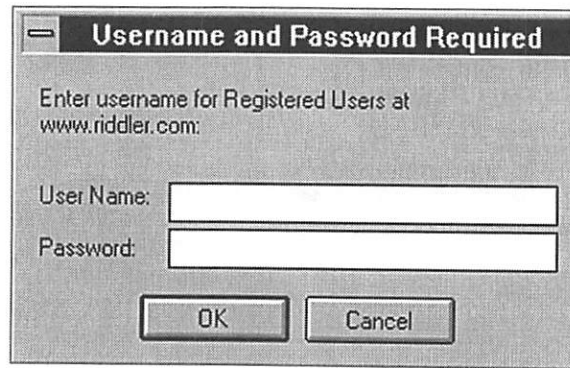 Username and Password Required
Enter username for Registered Users at
www.riddler.com:
User Name:
Password:
OK
Cancel